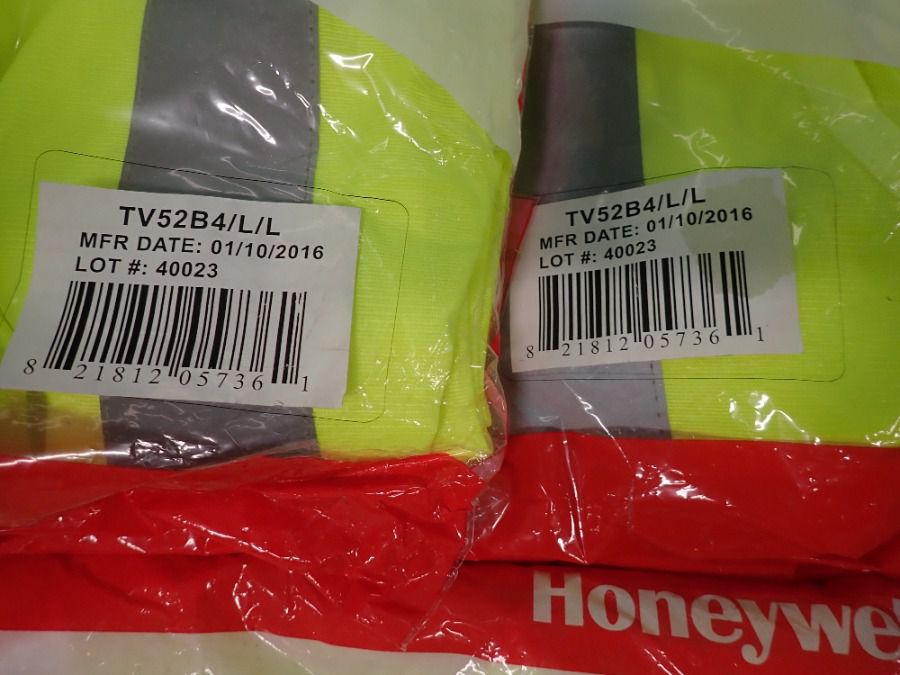 TV52B4/L/L
MFR DATE: 01/10/2016
LOT #: 40023
8 21812 05736 1
TV52B4/L/L
MFR DATE: 01/10/2016
LOT #: 40023
8 21812 05736 1
Honeywe